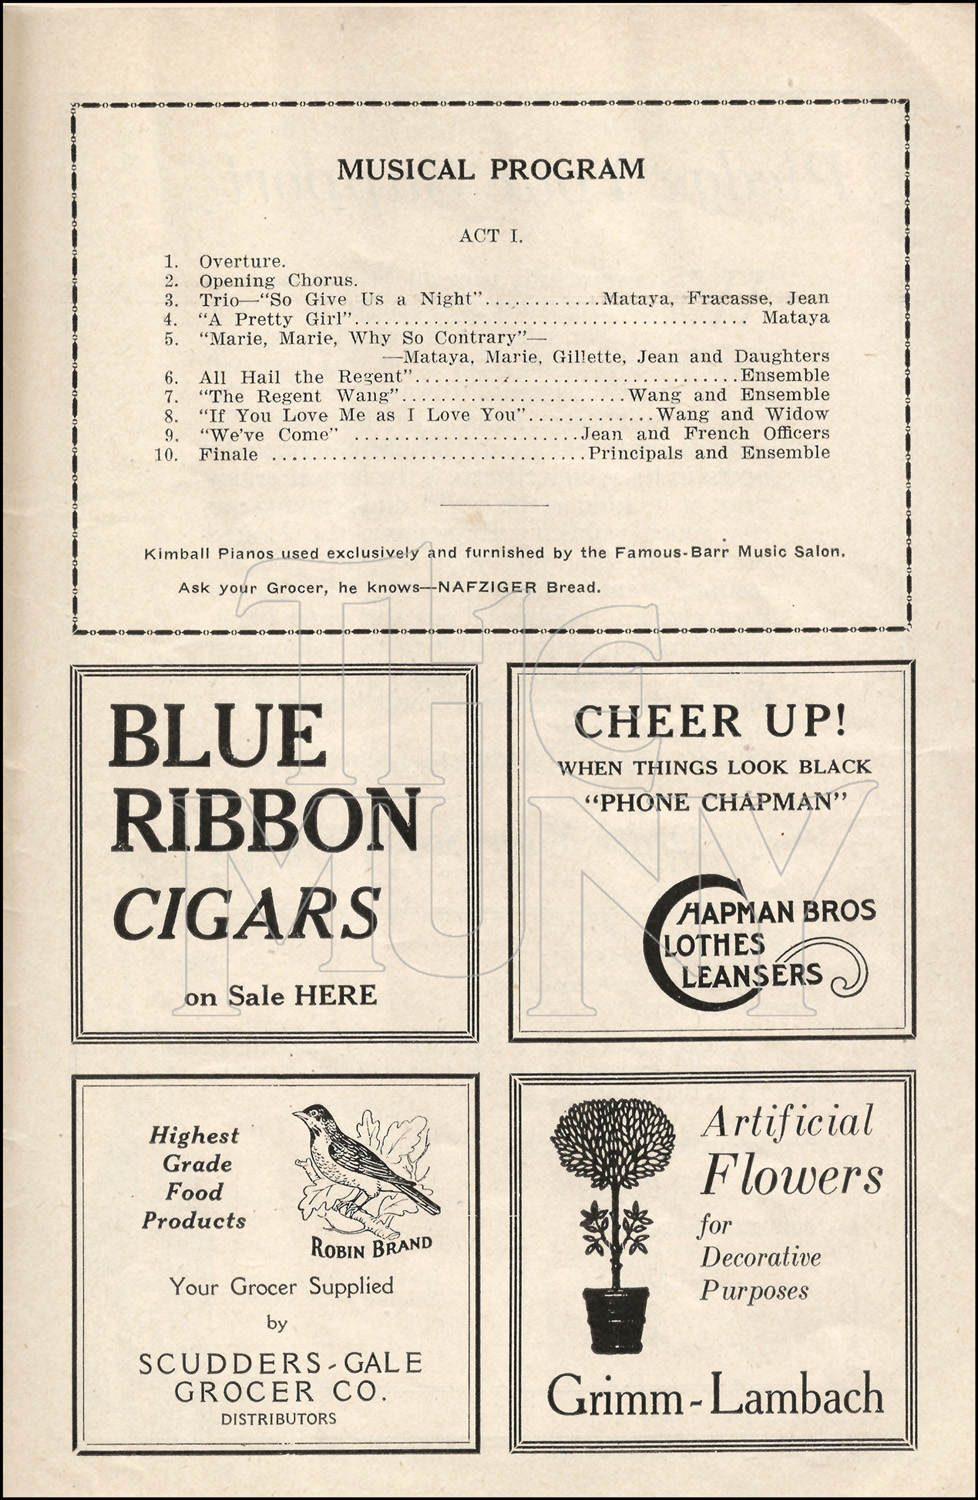 MUSICAL PROGRAM
ACT I.
1. Overture.
2. Opening Chorus.
3. Trio—“So Give Us a Night”............Mataya, Fracasse, Jean
4. “A Pretty Girl”........................................ Mataya
5. “Marie, Marie, Why So Contrary”—
—Mataya, Marie, Gillette, Jean and Daughters
6. All Hail the Regent”.................................Ensemble
7. “The Regent Wang”.......................Wang and Ensemble
8. “If You Love Me as I Love You”.............Wang and Widow
9. “We've Come” .......................Jean and French Officers
10. Finale ................................Principals and Ensemble
Kimball Pianos used exclusively and furnished by the Famous-Barr Music Salon.
Ask your Grocer, he knows—NAFZIGER Bread.
BLUE
RIBBON
CIGARS
on Sale HERE
CHEER UP!
WHEN THINGS LOOK BLACK
“PHONE CHAPMAN”
CHAPMAN BROS
CLOTHES
CLEANSERS
THE
MUNY
Highest
Grade
Food
Products
ROBIN BRAND
Your Grocer Supplied
by
SCUDDERS-GALE
GROCER CO.
DISTRIBUTORS
Artificial
Flowers
for
Decorative
Purposes
Grimm-Lambach